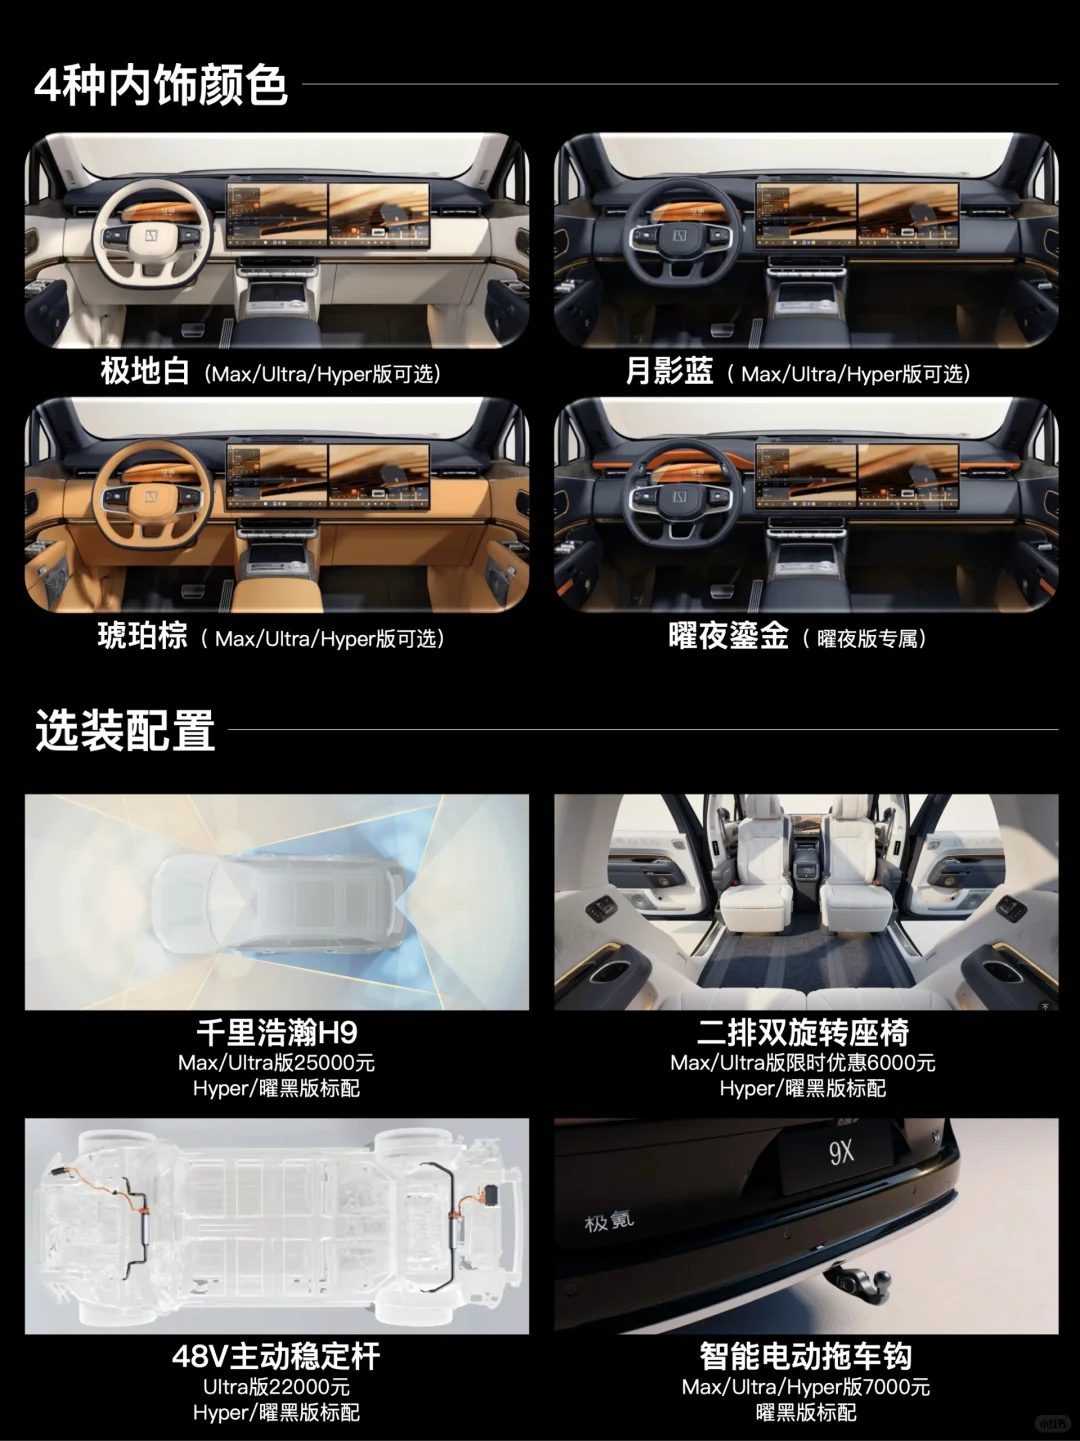 4种内饰颜色
极地白 (Max/Ultra/Hyper版可选)
月影蓝 ( Max/Ultra/Hyper版可选)
琥珀棕 ( Max/Ultra/Hyper版可选)
曜夜鎏金 ( 曜夜版专属)
选装配置
千里浩瀚H9
Max/Ultra版25000元
Hyper/曜黑版标配
二排双旋转座椅
Max/Ultra版限时优惠6000元
Hyper/曜黑版标配
9X
极氪
48V主动稳定杆
Ultra版22000元
Hyper/曜黑版标配
智能电动拖车钩
Max/Ultra/Hyper版7000元
曜黑版标配
小红书